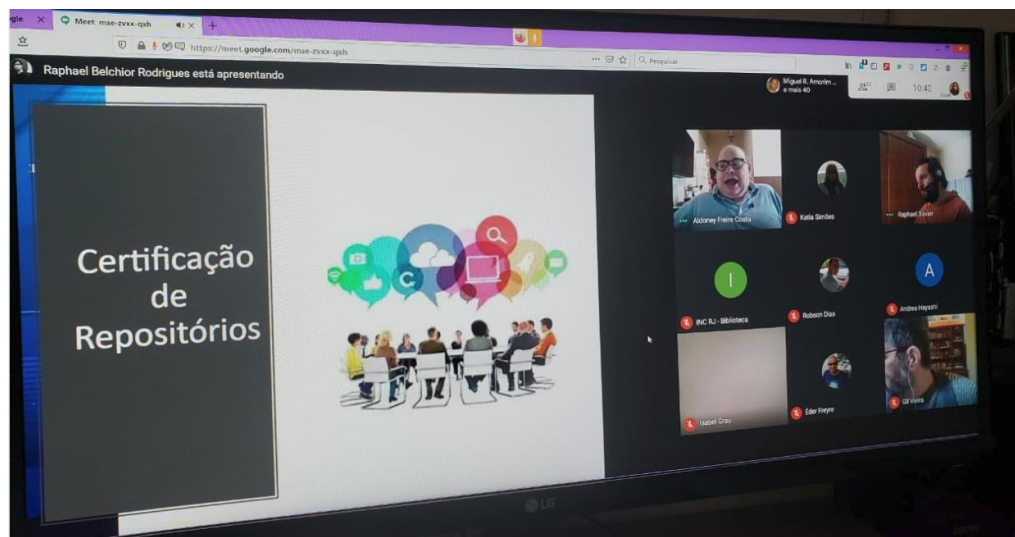 gle
Meet: mse-zvxx-qxh
https://meet.google.com/mse-zvxx-qxh
Pesquisar
Raphael Belchior Rodrigues está apresentando
Miguel R. Amorim ...
e mais 40
10:40
Certificação
de
Repositórios
Aldoney Freire Costa
Katia Simões
Raphael Xavier
I
A
INC RJ - Biblioteca
Robson Dias
Andrea Hayashi
Isabel Grau
Éder Freyre
Gil Vieira
LG